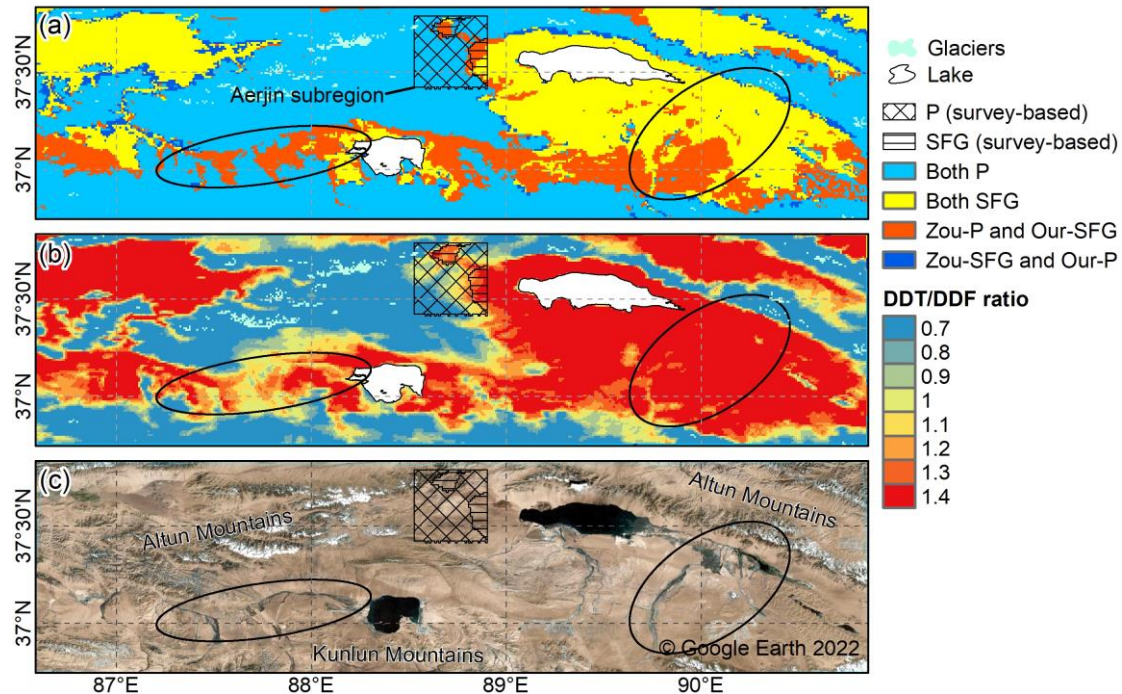 (a)
37°30'N
37°N
Aerjin subregion
(b)
37°30'N
37°N
(c)
37°30'N
37°N
Altun Mountains
Altun Mountains
Kunlun Mountains
© Google Earth 2022
87°E
88°E
89°E
90°E
Glaciers
Lake
P (survey-based)
SFG (survey-based)
Both P
Both SFG
Zou-P and Our-SFG
Zou-SFG and Our-P
DDT/DDF ratio
0.7
0.8
0.9
1
1.1
1.2
1.3
1.4